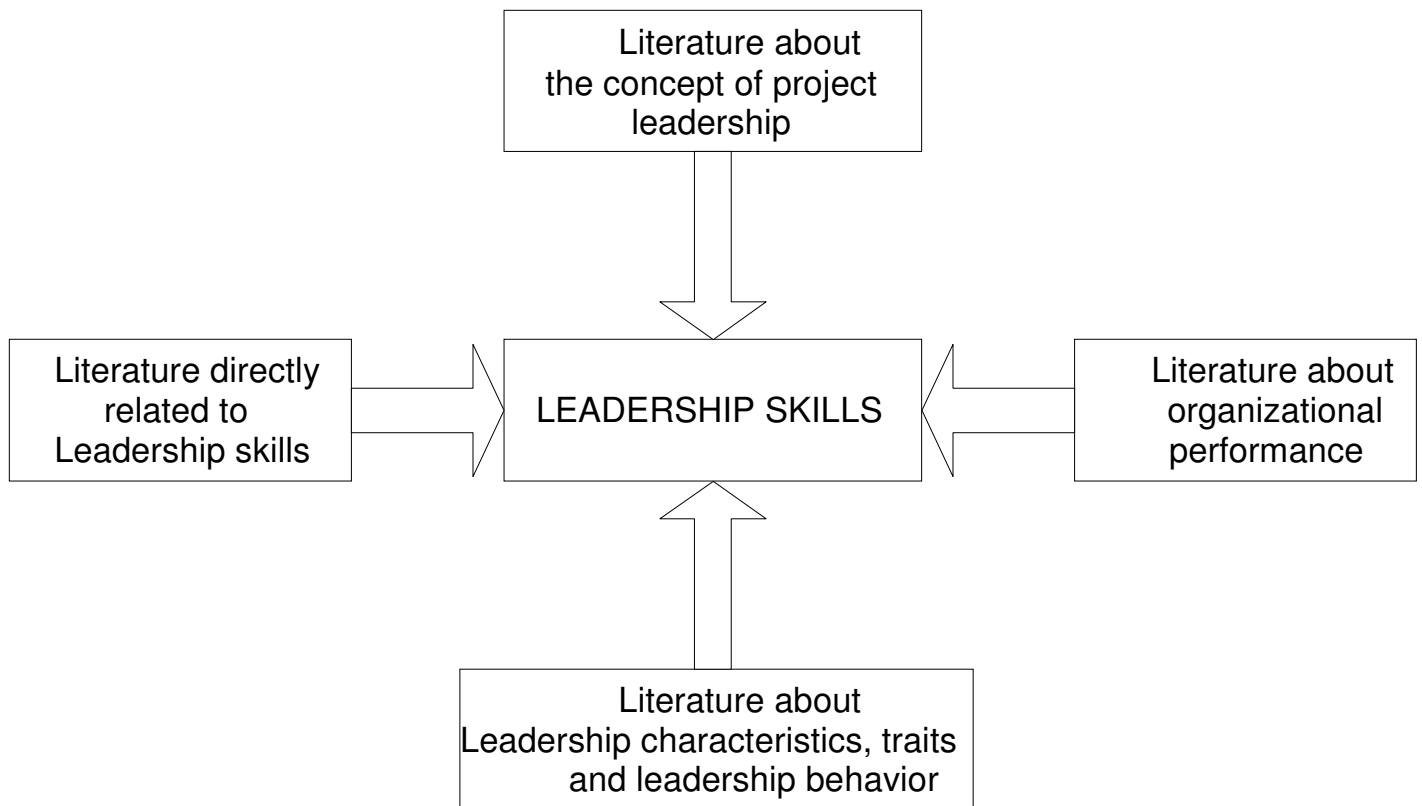 Literature about
the concept of project
leadership
Literature directly
related to
Leadership skills
LEADERSHIP SKILLS
Literature about
organizational
performance
Literature about
Leadership characteristics, traits
and leadership behavior